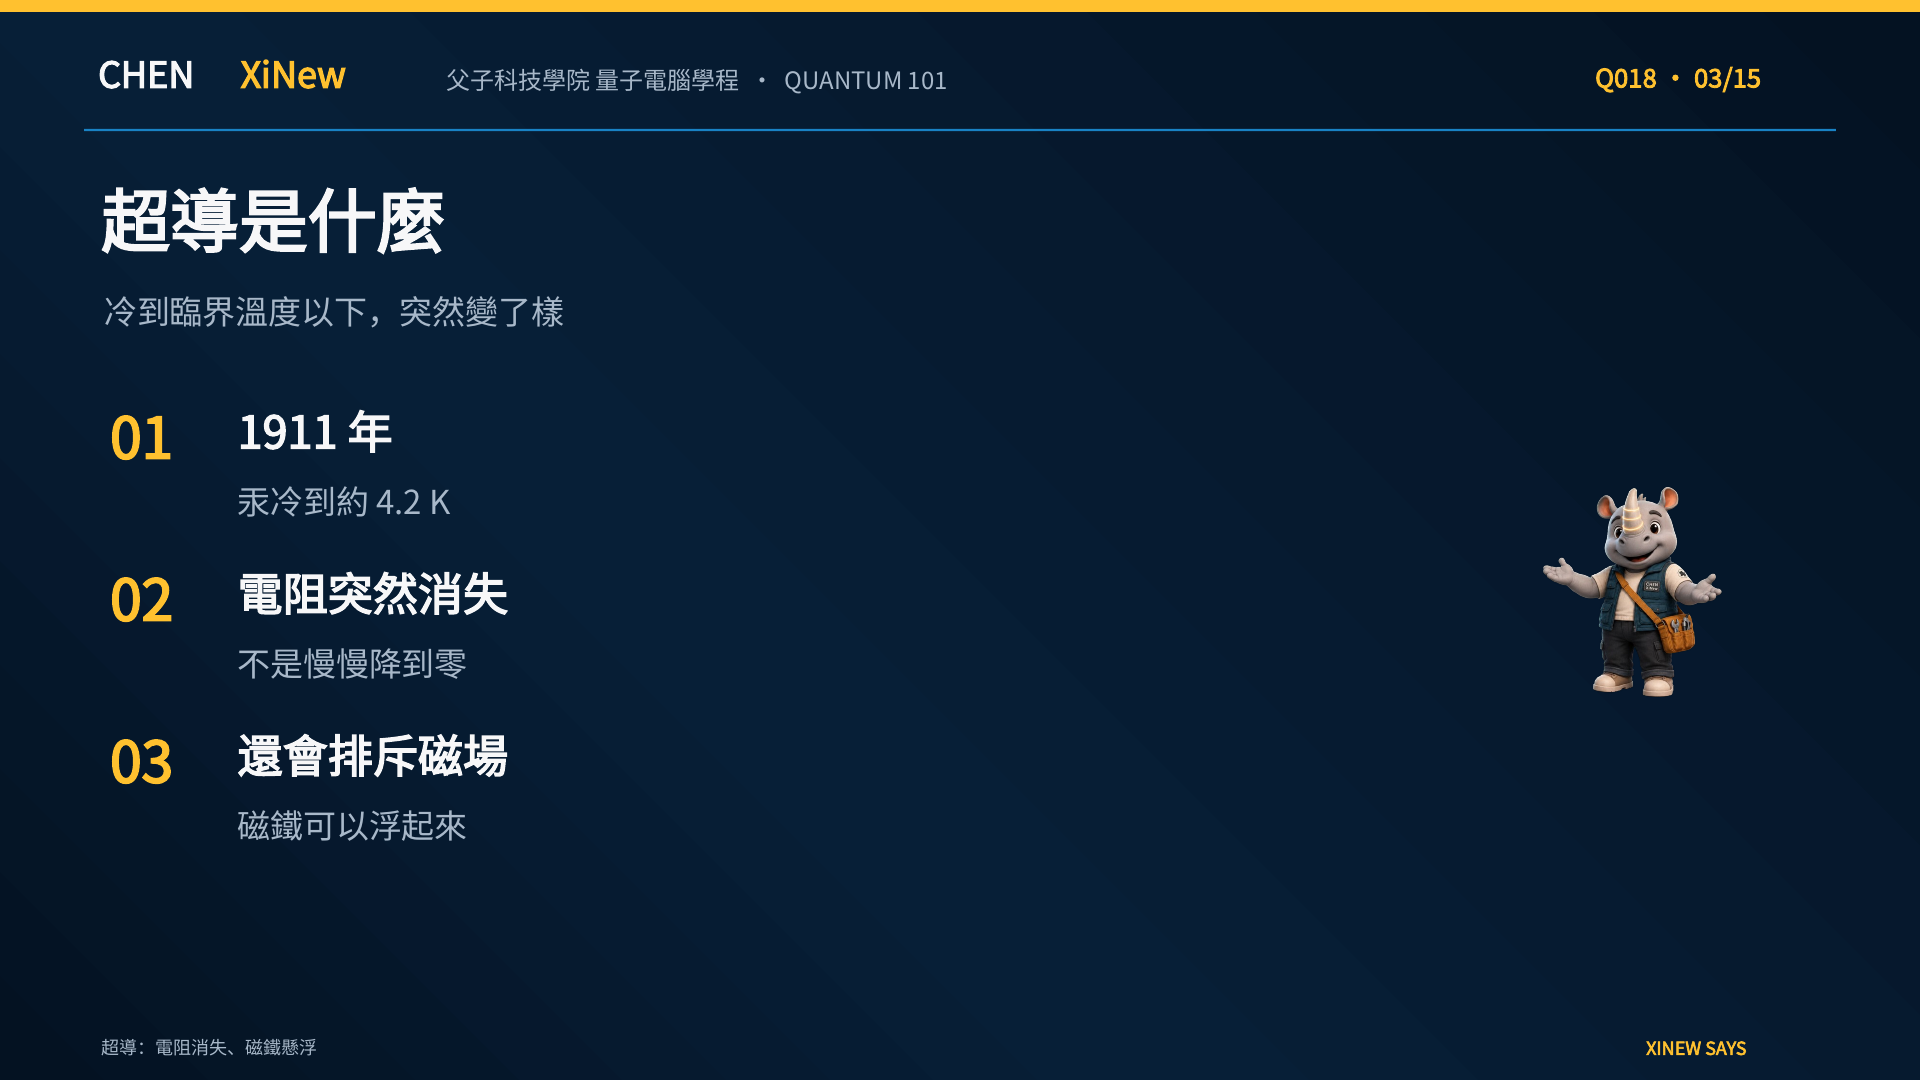 CHEN XiNew 父子科技學院 量子電腦學程 · QUANTUM 101 Q018 · 03/15
超導是什麼
冷到臨界溫度以下，突然變了樣
01 1911 年
汞冷到約 4.2 K
02 電阻突然消失
不是慢慢降到零
03 還會排斥磁場
磁鐵可以浮起來
超導：電阻消失、磁鐵懸浮
XINEW SAYS